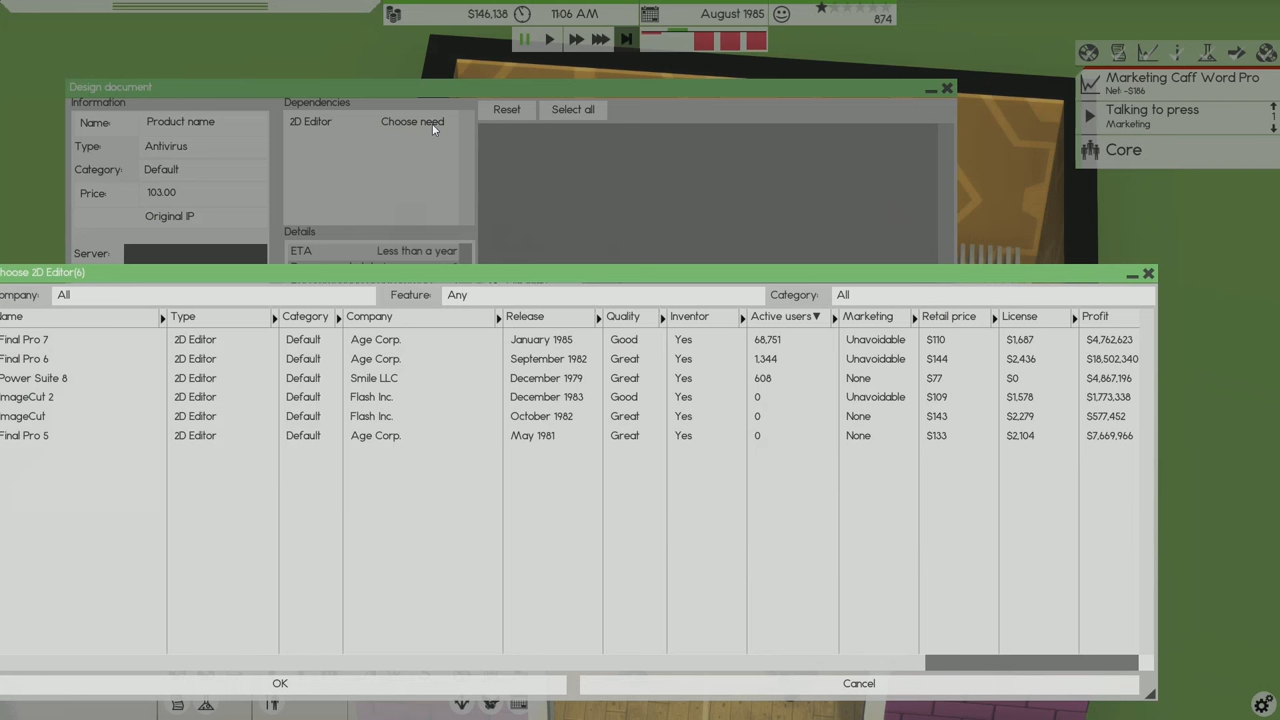 $146,138 11:06 AM August 1985 874
Design document
Information
Name: Product name
Type: Antivirus
Category: Default
Price: 103.00
Original IP
Server:
Dependencies
2D Editor Choose need
Details
ETA Less than a year
Reset Select all
Marketing Caff Word Pro
Net: -$186
Talking to press 1
Marketing
Core
hoose 2D Editor(6)
ompany: All Feature: Any Category: All
ame Type Category Company Release Quality Inventor Active users▼ Marketing Retail price License Profit
Final Pro 7 2D Editor Default Age Corp. January 1985 Good Yes 68,751 Unavoidable $110 $1,687 $4,762,623
Final Pro 6 2D Editor Default Age Corp. September 1982 Great Yes 1,344 Unavoidable $144 $2,436 $18,502,340
Power Suite 8 2D Editor Default Smile LLC December 1979 Great Yes 608 None $77 $0 $4,867,196
mageCut 2 2D Editor Default Flash Inc. December 1983 Good Yes 0 Unavoidable $109 $1,578 $1,773,338
mageCut 2D Editor Default Flash Inc. October 1982 Great Yes 0 None $143 $2,279 $577,452
Final Pro 5 2D Editor Default Age Corp. May 1981 Great Yes 0 None $133 $2,104 $7,669,966
OK Cancel